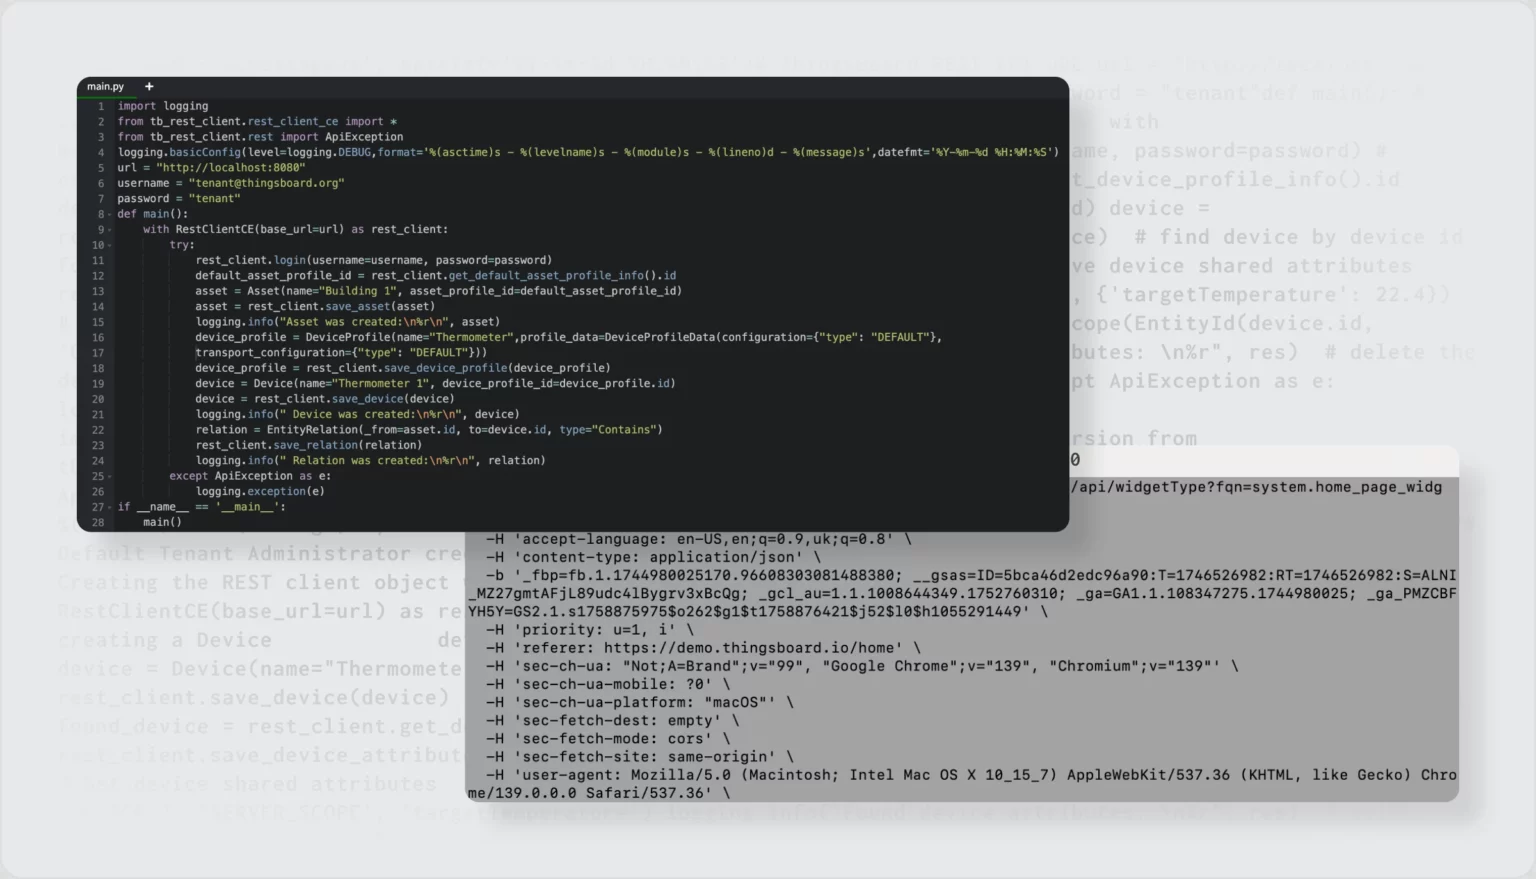 main.py +
1 import logging
2 from tb_rest_client.rest_client_ce import *
3 from tb_rest_client.rest import ApiException
4 logging.basicConfig(level=logging.DEBUG,format='%(asctime)s - %(levelname)s - %(module)s - %(lineno)d - %(message)s',datefmt='%Y-%m-%d %H:%M:%S')
5 url = "http://localhost:8080"
6 username = "tenant@thingsboard.org"
7 password = "tenant"
8 def main():
9 with RestClientCE(base_url=url) as rest_client:
10 try:
11 rest_client.login(username=username, password=password)
12 default_asset_profile_id = rest_client.get_default_asset_profile_info().id
13 asset = Asset(name="Building 1", asset_profile_id=default_asset_profile_id)
14 asset = rest_client.save_asset(asset)
15 logging.info("Asset was created:\n%r\n", asset)
16 device_profile = DeviceProfile(name="Thermometer",profile_data=DeviceProfileData(configuration={"type": "DEFAULT"},
17 transport_configuration={"type": "DEFAULT"}))
18 device_profile = rest_client.save_device_profile(device_profile)
19 device = Device(name="Thermometer 1", device_profile_id=device_profile.id)
20 device = rest_client.save_device(device)
21 logging.info(" Device was created:\n%r\n", device)
22 relation = EntityRelation(_from=asset.id, to=device.id, type="Contains")
23 rest_client.save_relation(relation)
24 logging.info(" Relation was created:\n%r\n", relation)
25 except ApiException as e:
26 logging.exception(e)
27 if __name__ == '__main__':
28 main()
word = "tenant"def main():
with
ame, password=password) #
t_device_profile_info().id
d) device =
ce) # find device by device id
ve device shared attributes
, {'targetTemperature': 22.4})
cope(EntityId(device.id,
butes: \n%r", res) # delete the
pt ApiException as e:
rsion from
0
/api/widgetType?fqn=system.home_page_widg
-H 'accept-language: en-US,en;q=0.9,uk;q=0.8' \
-H 'content-type: application/json' \
-b '_fbp=fb.1.1744980025170.96608303081488380; __gsas=ID=5bca46d2edc96a90:T=1746526982:RT=1746526982:S=ALNI
_MZ27gmtAFjL89udc4lBygrv3xBcQg; _gcl_au=1.1.1008644349.1752760310; _ga=GA1.1.108347275.1744980025; _ga_PMZCBF
YH5Y=GS2.1.s1758875975$o262$g1$t1758876421$j52$l0$h1055291449' \
-H 'priority: u=1, i' \
-H 'referer: https://demo.thingsboard.io/home' \
-H 'sec-ch-ua: "Not;A=Brand";v="99", "Google Chrome";v="139", "Chromium";v="139"' \
-H 'sec-ch-ua-mobile: ?0' \
-H 'sec-ch-ua-platform: "macOS"' \
-H 'sec-fetch-dest: empty' \
-H 'sec-fetch-mode: cors' \
-H 'sec-fetch-site: same-origin' \
-H 'user-agent: Mozilla/5.0 (Macintosh; Intel Mac OS X 10_15_7) AppleWebKit/537.36 (KHTML, like Gecko) Chro
me/139.0.0.0 Safari/537.36' \
Default Tenant Administrator cre
Creating the REST client object
RestClientCE(base_url=url) as re
creating a Device de
device = Device(name="Thermomete
rest_client.save_device(device)
found_device = rest_client.get_d
rest_client.save_device_attribut
device shared attributes